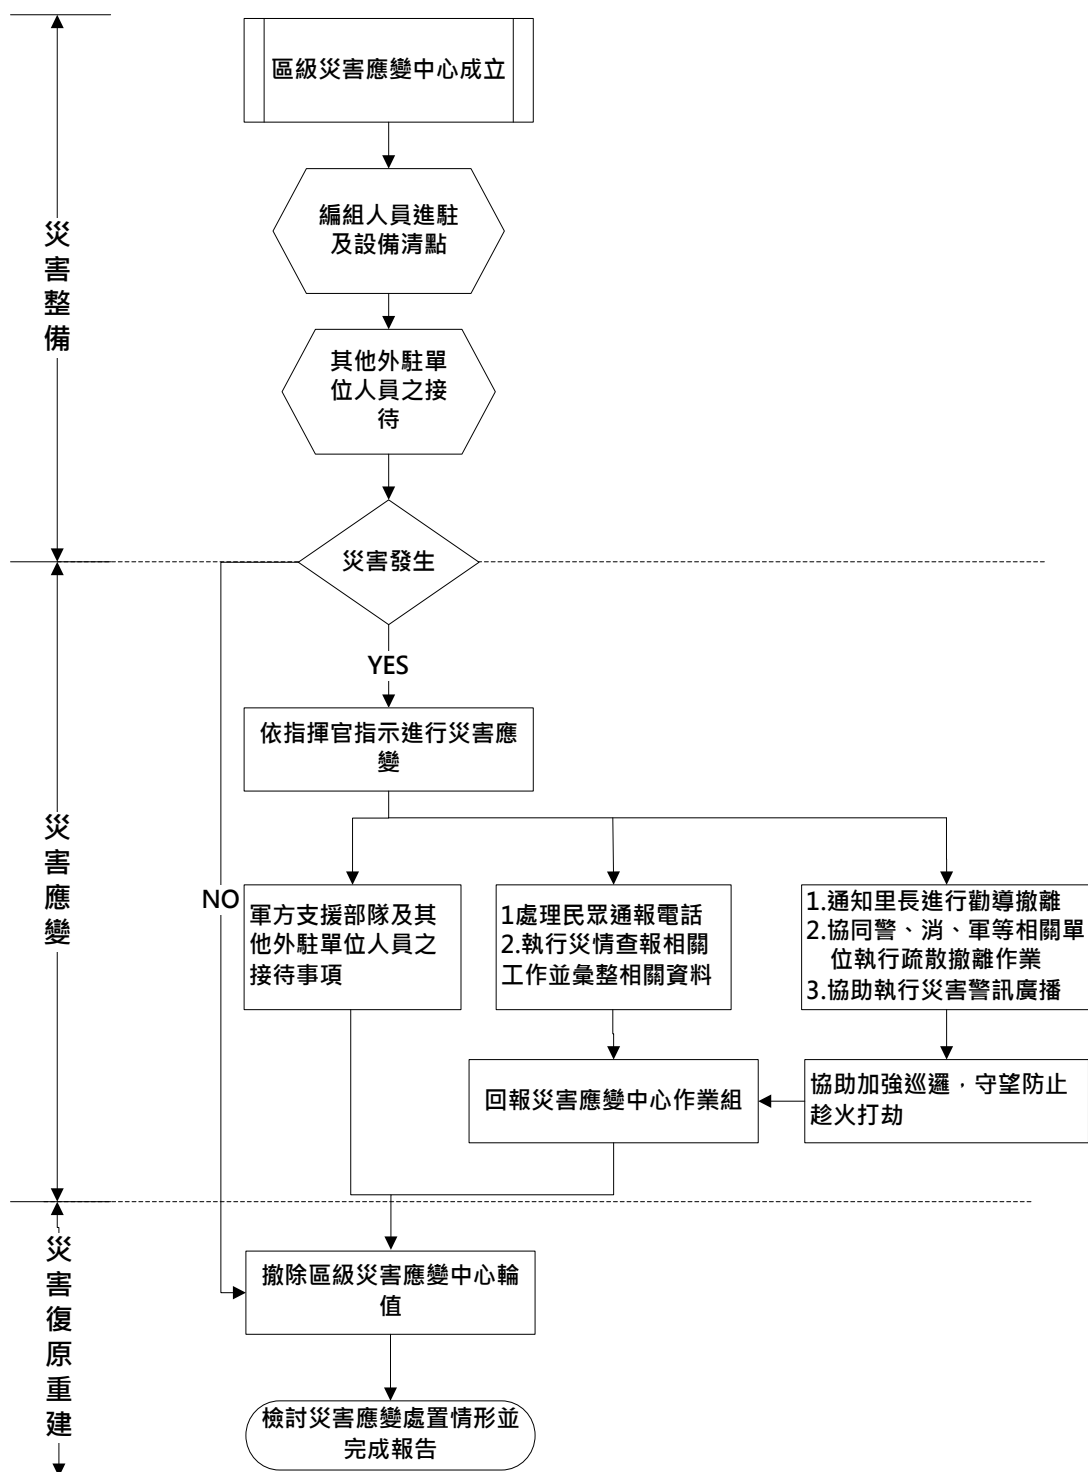 區級災害應變中心成立
編組人員進駐
及設備清點
災害整備
其他外駐單
位人員之接
待
災害發生
YES
依指揮官指示進行災害應
變
災害應變
NO
軍方支援部隊及其
他外駐單位人員之
接待事項
1處理民眾通報電話
2.執行災情查報相關
工作並彙整相關資料
1.通知里長進行勸導撤離
2.協同警、消、軍等相關單
位執行疏散撤離作業
3.協助執行災害警訊廣播
回報災害應變中心作業組
協助加強巡邏，守望防止
趁火打劫
災害復原重建
撤除區級災害應變中心輪
值
檢討災害應變處置情形並
完成報告